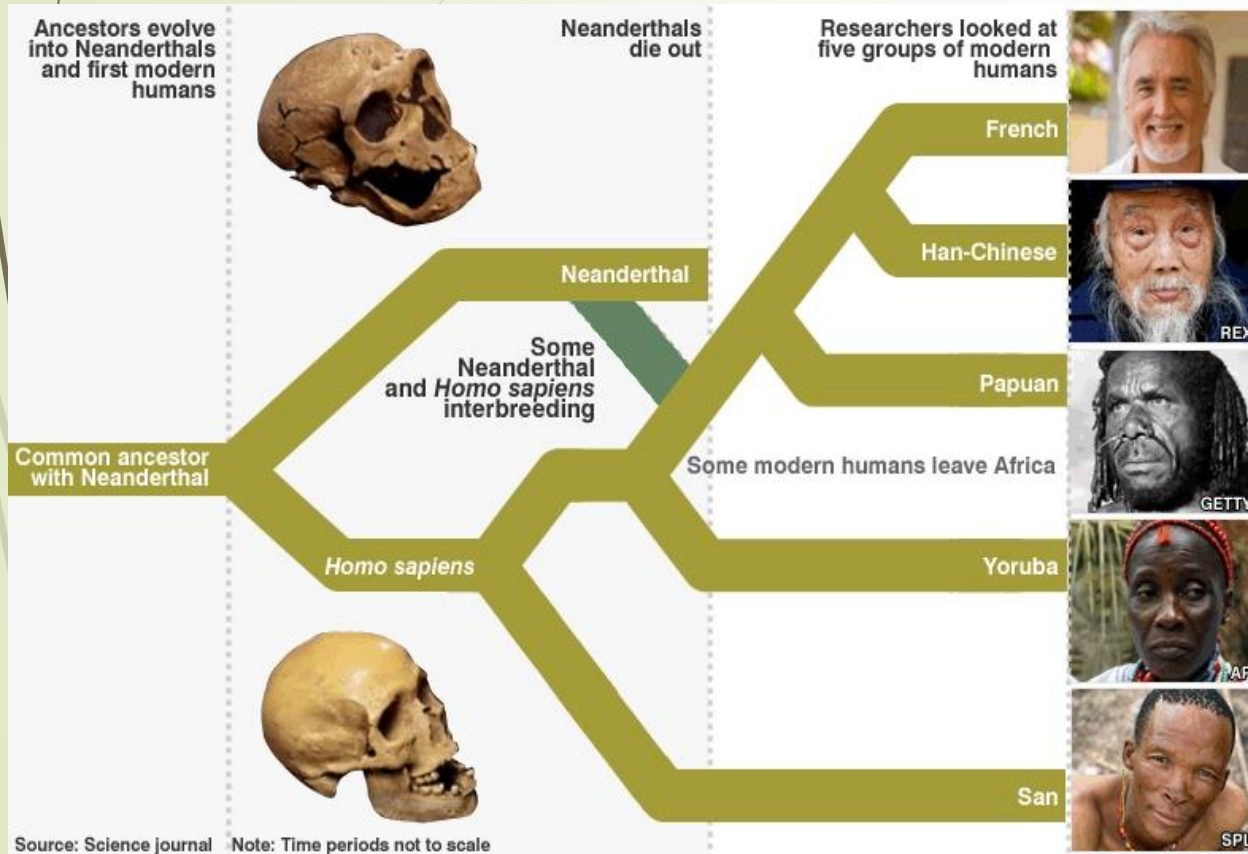 Ancestors evolve
into Neanderthals
and first modern
humans
Neanderthals
die out
Researchers looked at
five groups of modern
humans
French
Han-Chinese
REX
Neanderthal
Some
Neanderthal
and Homo sapiens
interbreeding
Papuan
Common ancestor
with Neanderthal
Some modern humans leave Africa
GETTY
Homo sapiens
Yoruba
AP
San
SPL
Source: Science journal
Note: Time periods not to scale